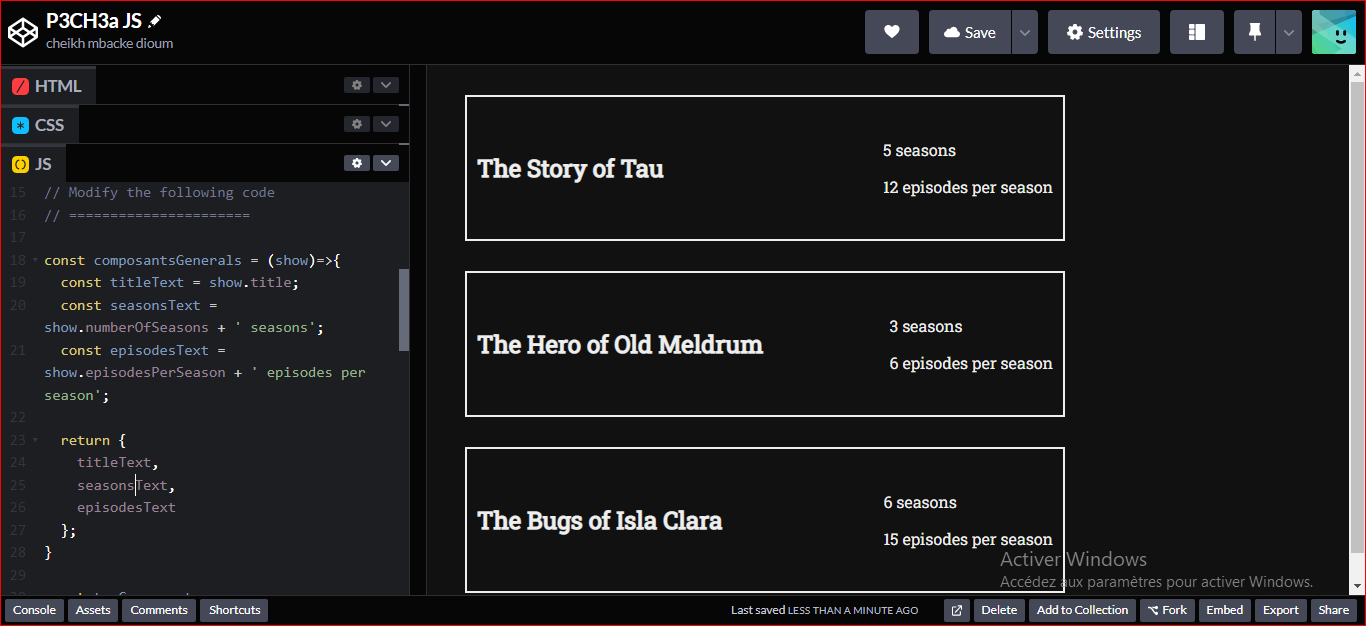 P3CH3a JS
cheikh mbacke dioum
Save
Settings
HTML
CSS
JS
15 // Modify the following code
16 // ======================
17
18 const composantsGenerals = (show)=>{
19 const titleText = show.title;
20 const seasonsText =
show.numberOfSeasons + ' seasons';
21 const episodesText =
show.episodesPerSeason + ' episodes per
season';
22
23 return {
24 titleText,
25 seasonsText,
26 episodesText
27 };
28 }
29
The Story of Tau
5 seasons
12 episodes per season
The Hero of Old Meldrum
3 seasons
6 episodes per season
The Bugs of Isla Clara
6 seasons
15 episodes per season
Activer Windows
Accédez aux paramètres pour activer Windows.
Console
Assets
Comments
Shortcuts
Last saved LESS THAN A MINUTE AGO
Delete
Add to Collection
Fork
Embed
Export
Share